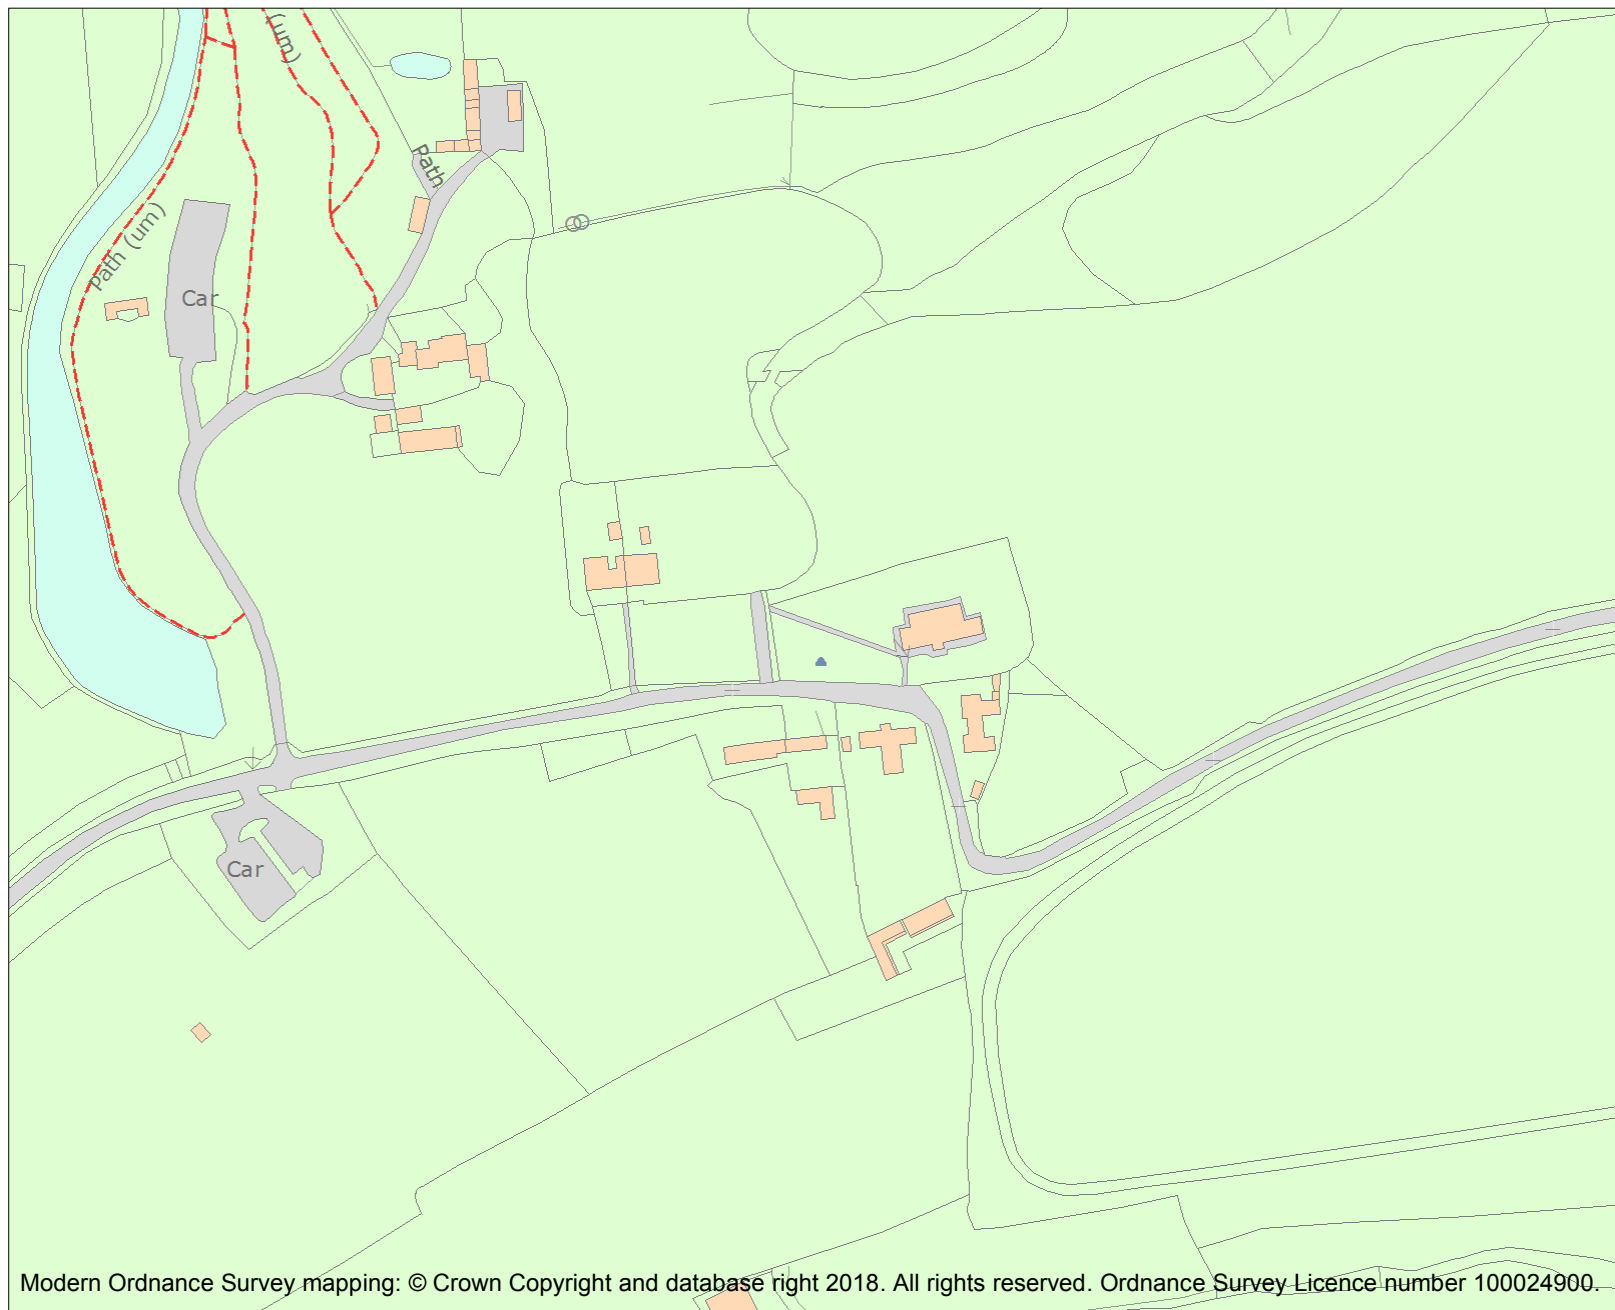 (um)
Path
Path (um)
Car
Car
Modern Ordnance Survey mapping: © Crown Copyright and database right 2018. All rights reserved. Ordnance Survey Licence number 100024900.